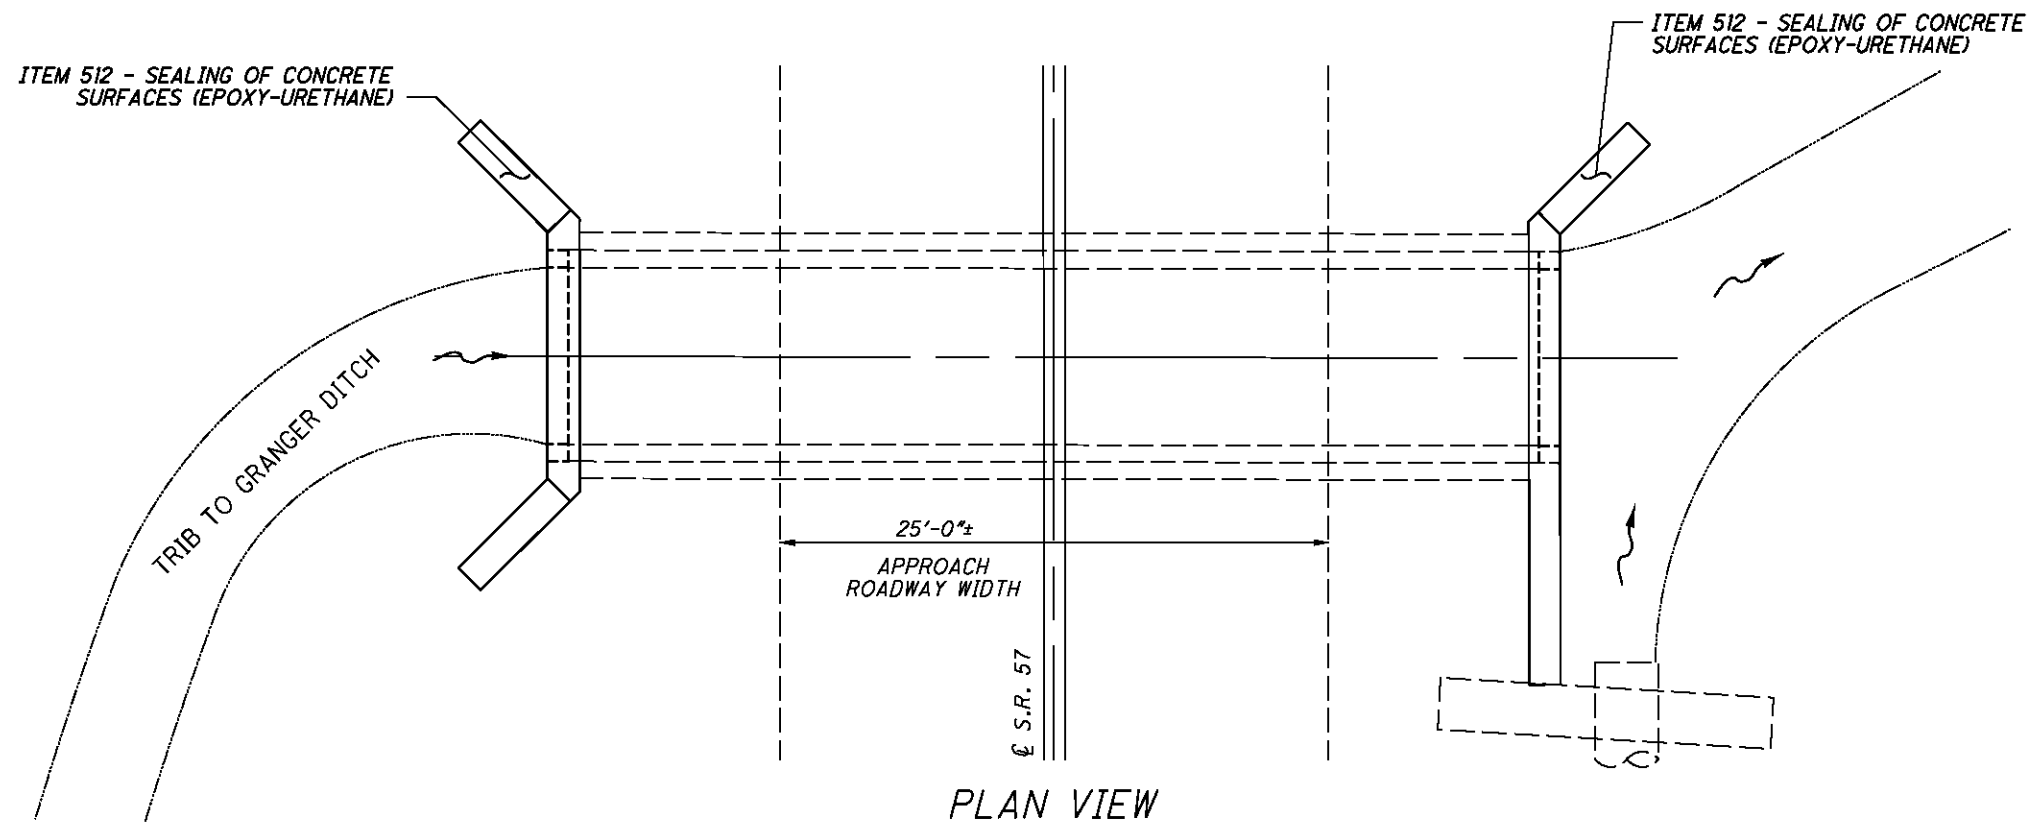 ITEM 512 - SEALING OF CONCRETE
SURFACES (EPOXY-URETHANE)
ITEM 512 - SEALING OF CONCRETE
SURFACES (EPOXY-URETHANE)
TRIB TO GRANGER DITCH
25'-0"±
APPROACH
ROADWAY WIDTH
℄ S.R. 57
PLAN VIEW